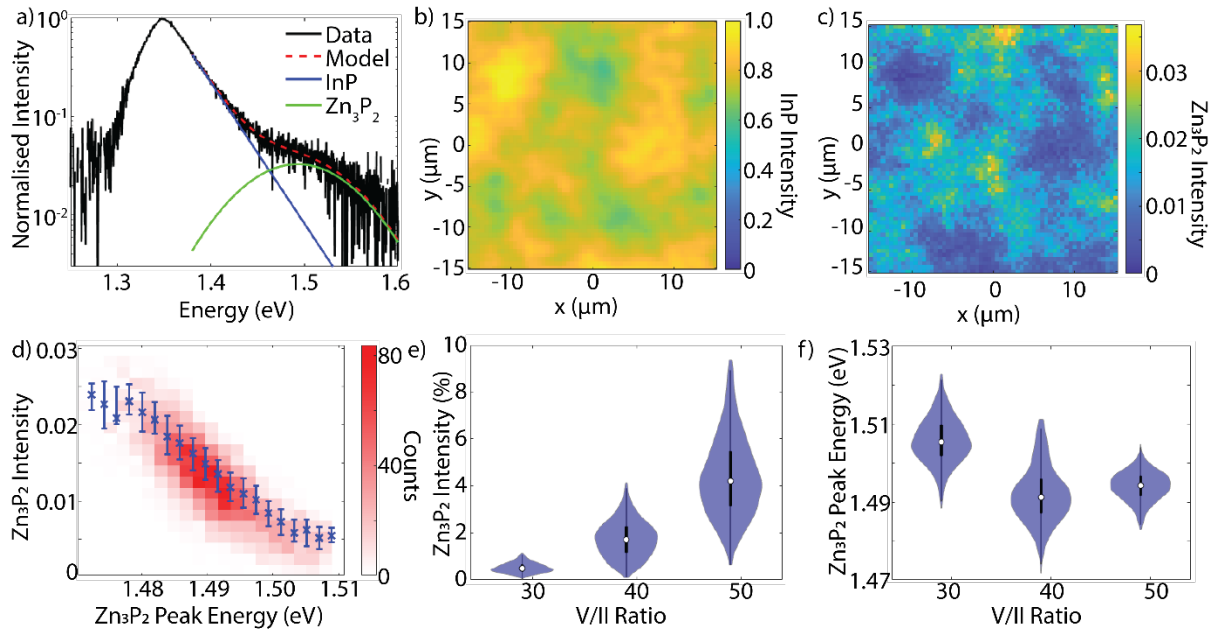 a)
10⁰
10⁻¹
10⁻²
Normalised Intensity
Data
Model
InP
Zn₃P₂
1.3 1.4 1.5 1.6
Energy (eV)
b)
15
10
5
0
-5
-10
-15
y (µm)
-10 0 10
x (µm)
1.0
0.8
0.6
0.4
0.2
0
InP Intensity
c)
15
10
5
0
-5
-10
-15
y (µm)
-10 0 10
x (µm)
0.03
0.02
0.01
0
Zn₃P₂ Intensity
d)
0.03
0.02
0.01
0
Zn₃P₂ Intensity
1.48 1.49 1.50 1.51
Zn₃P₂ Peak Energy (eV)
80
40
0
Counts
e)
10
8
6
4
2
0
Zn₃P₂ Intensity (%)
30 40 50
V/II Ratio
f)
1.53
1.51
1.49
1.47
Zn₃P₂ Peak Energy (eV)
30 40 50
V/II Ratio